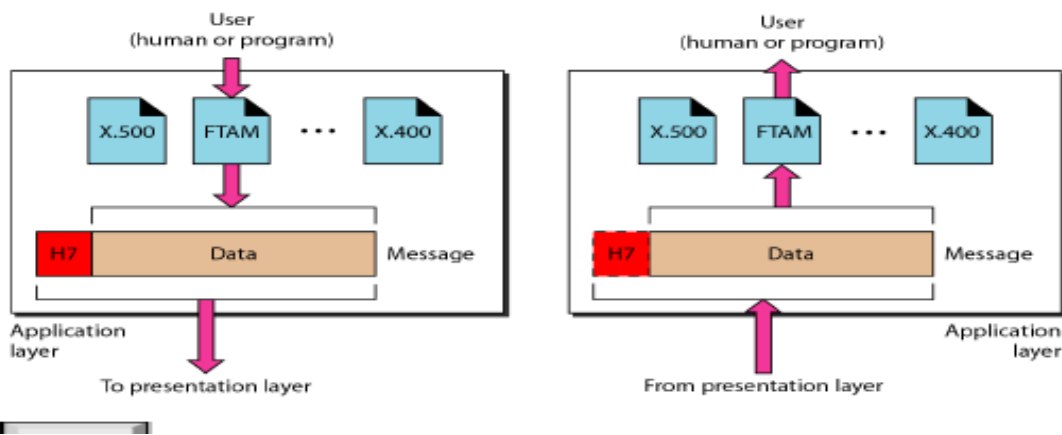 User
(human or program)
X.500
FTAM
...
X.400
H7
Data
Message
Application
layer
To presentation layer
User
(human or program)
X.500
FTAM
...
X.400
H7
Data
Message
Application
layer
From presentation layer